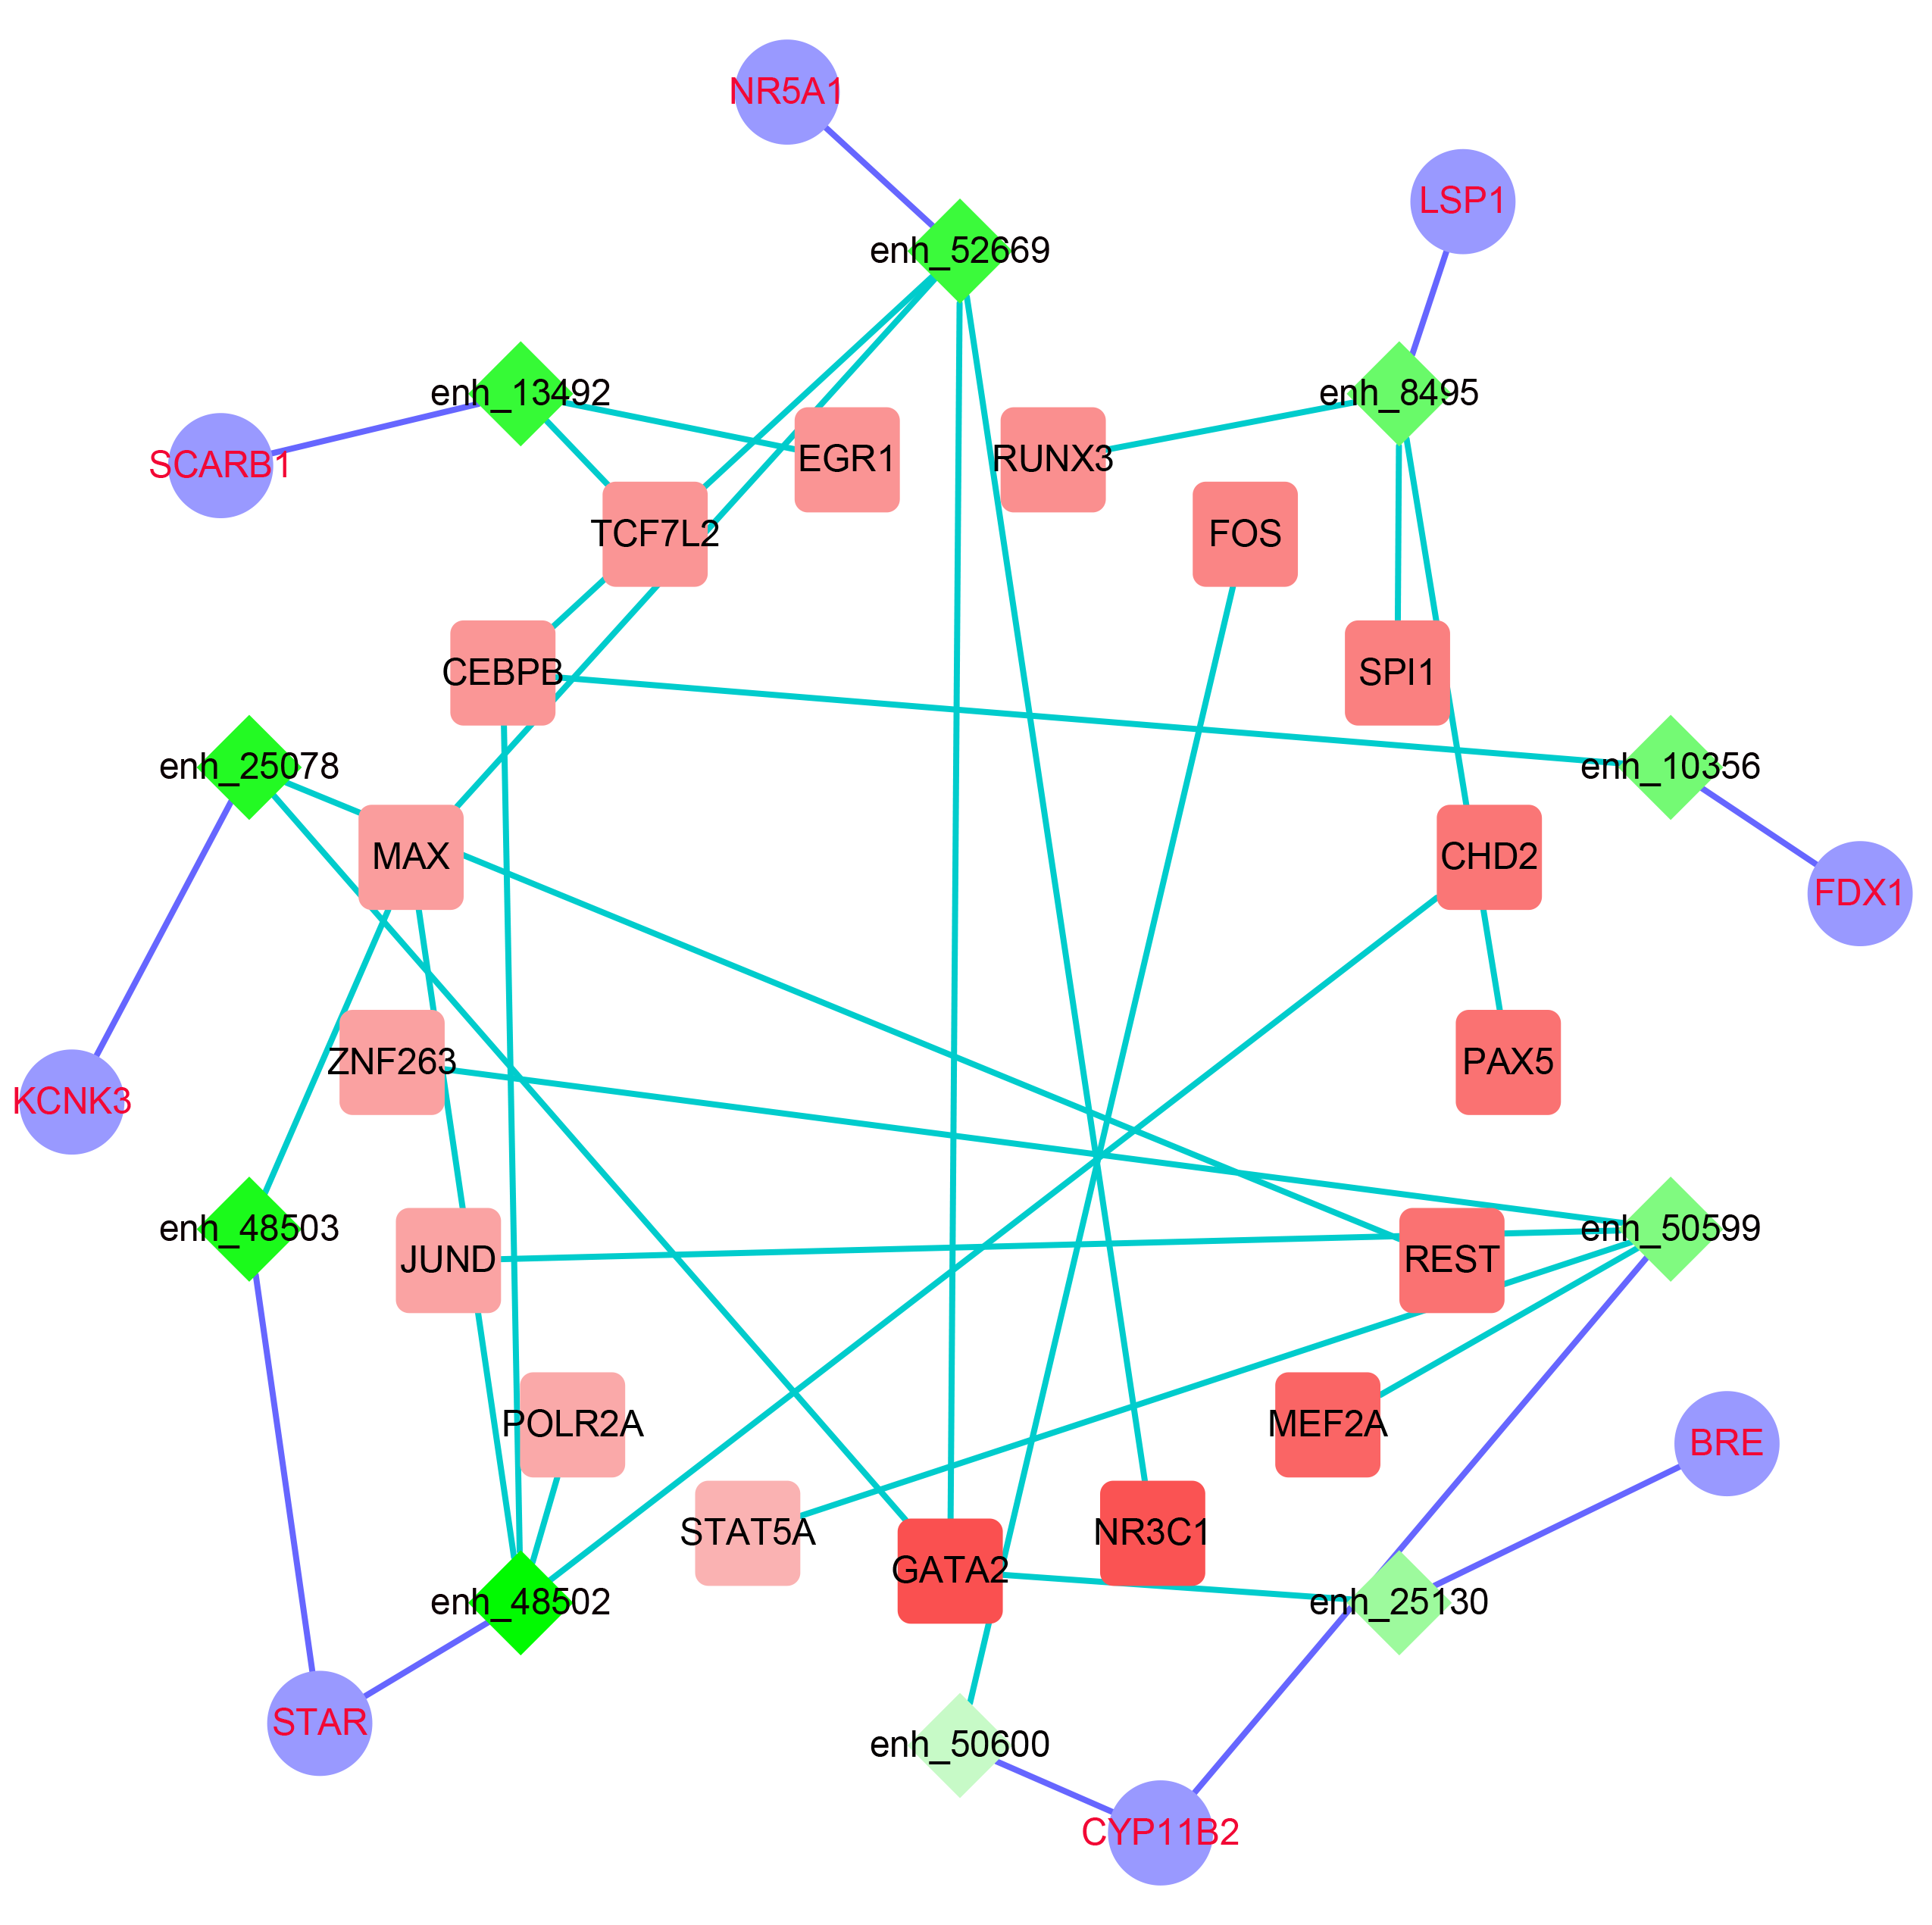 NR5A1
LSP1
enh_52669
enh_13492
enh_8495
SCARB1
EGR1
RUNX3
TCF7L2
FOS
CEBPB
SPI1
enh_25078
enh_10356
MAX
CHD2
FDX1
ZNF263
PAX5
KCNK3
enh_48503
enh_50599
JUND
REST
POLR2A
MEF2A
BRE
STAT5A
NR3C1
GATA2
enh_48502
enh_25130
STAR
enh_50600
CYP11B2